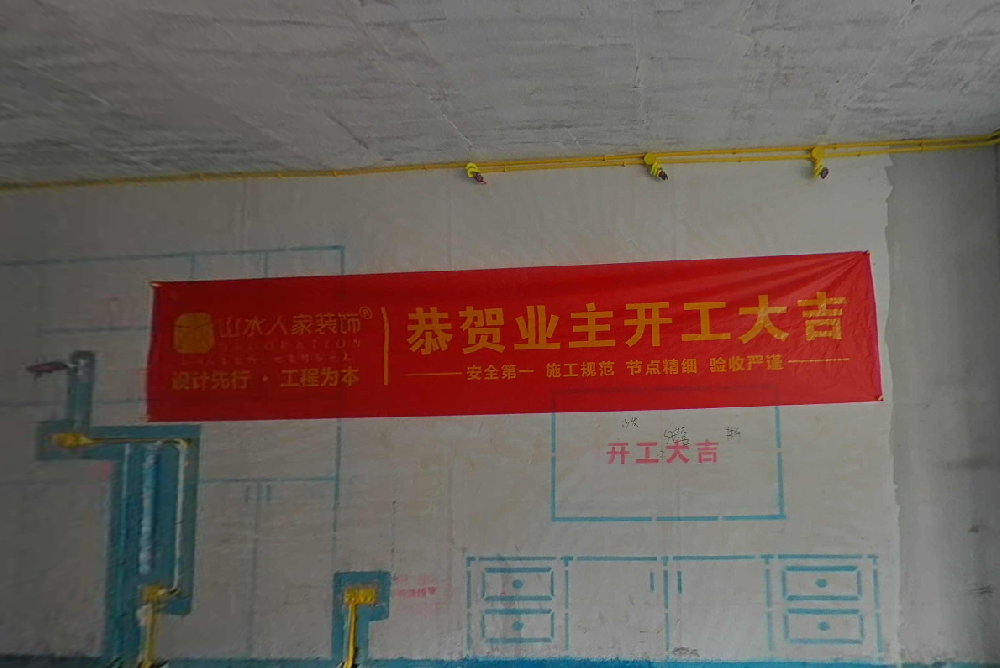 山水人家装饰®
设计先行·工程为本
恭贺业主开工大吉
安全第一 施工规范 节点精细 验收严谨
开工大吉